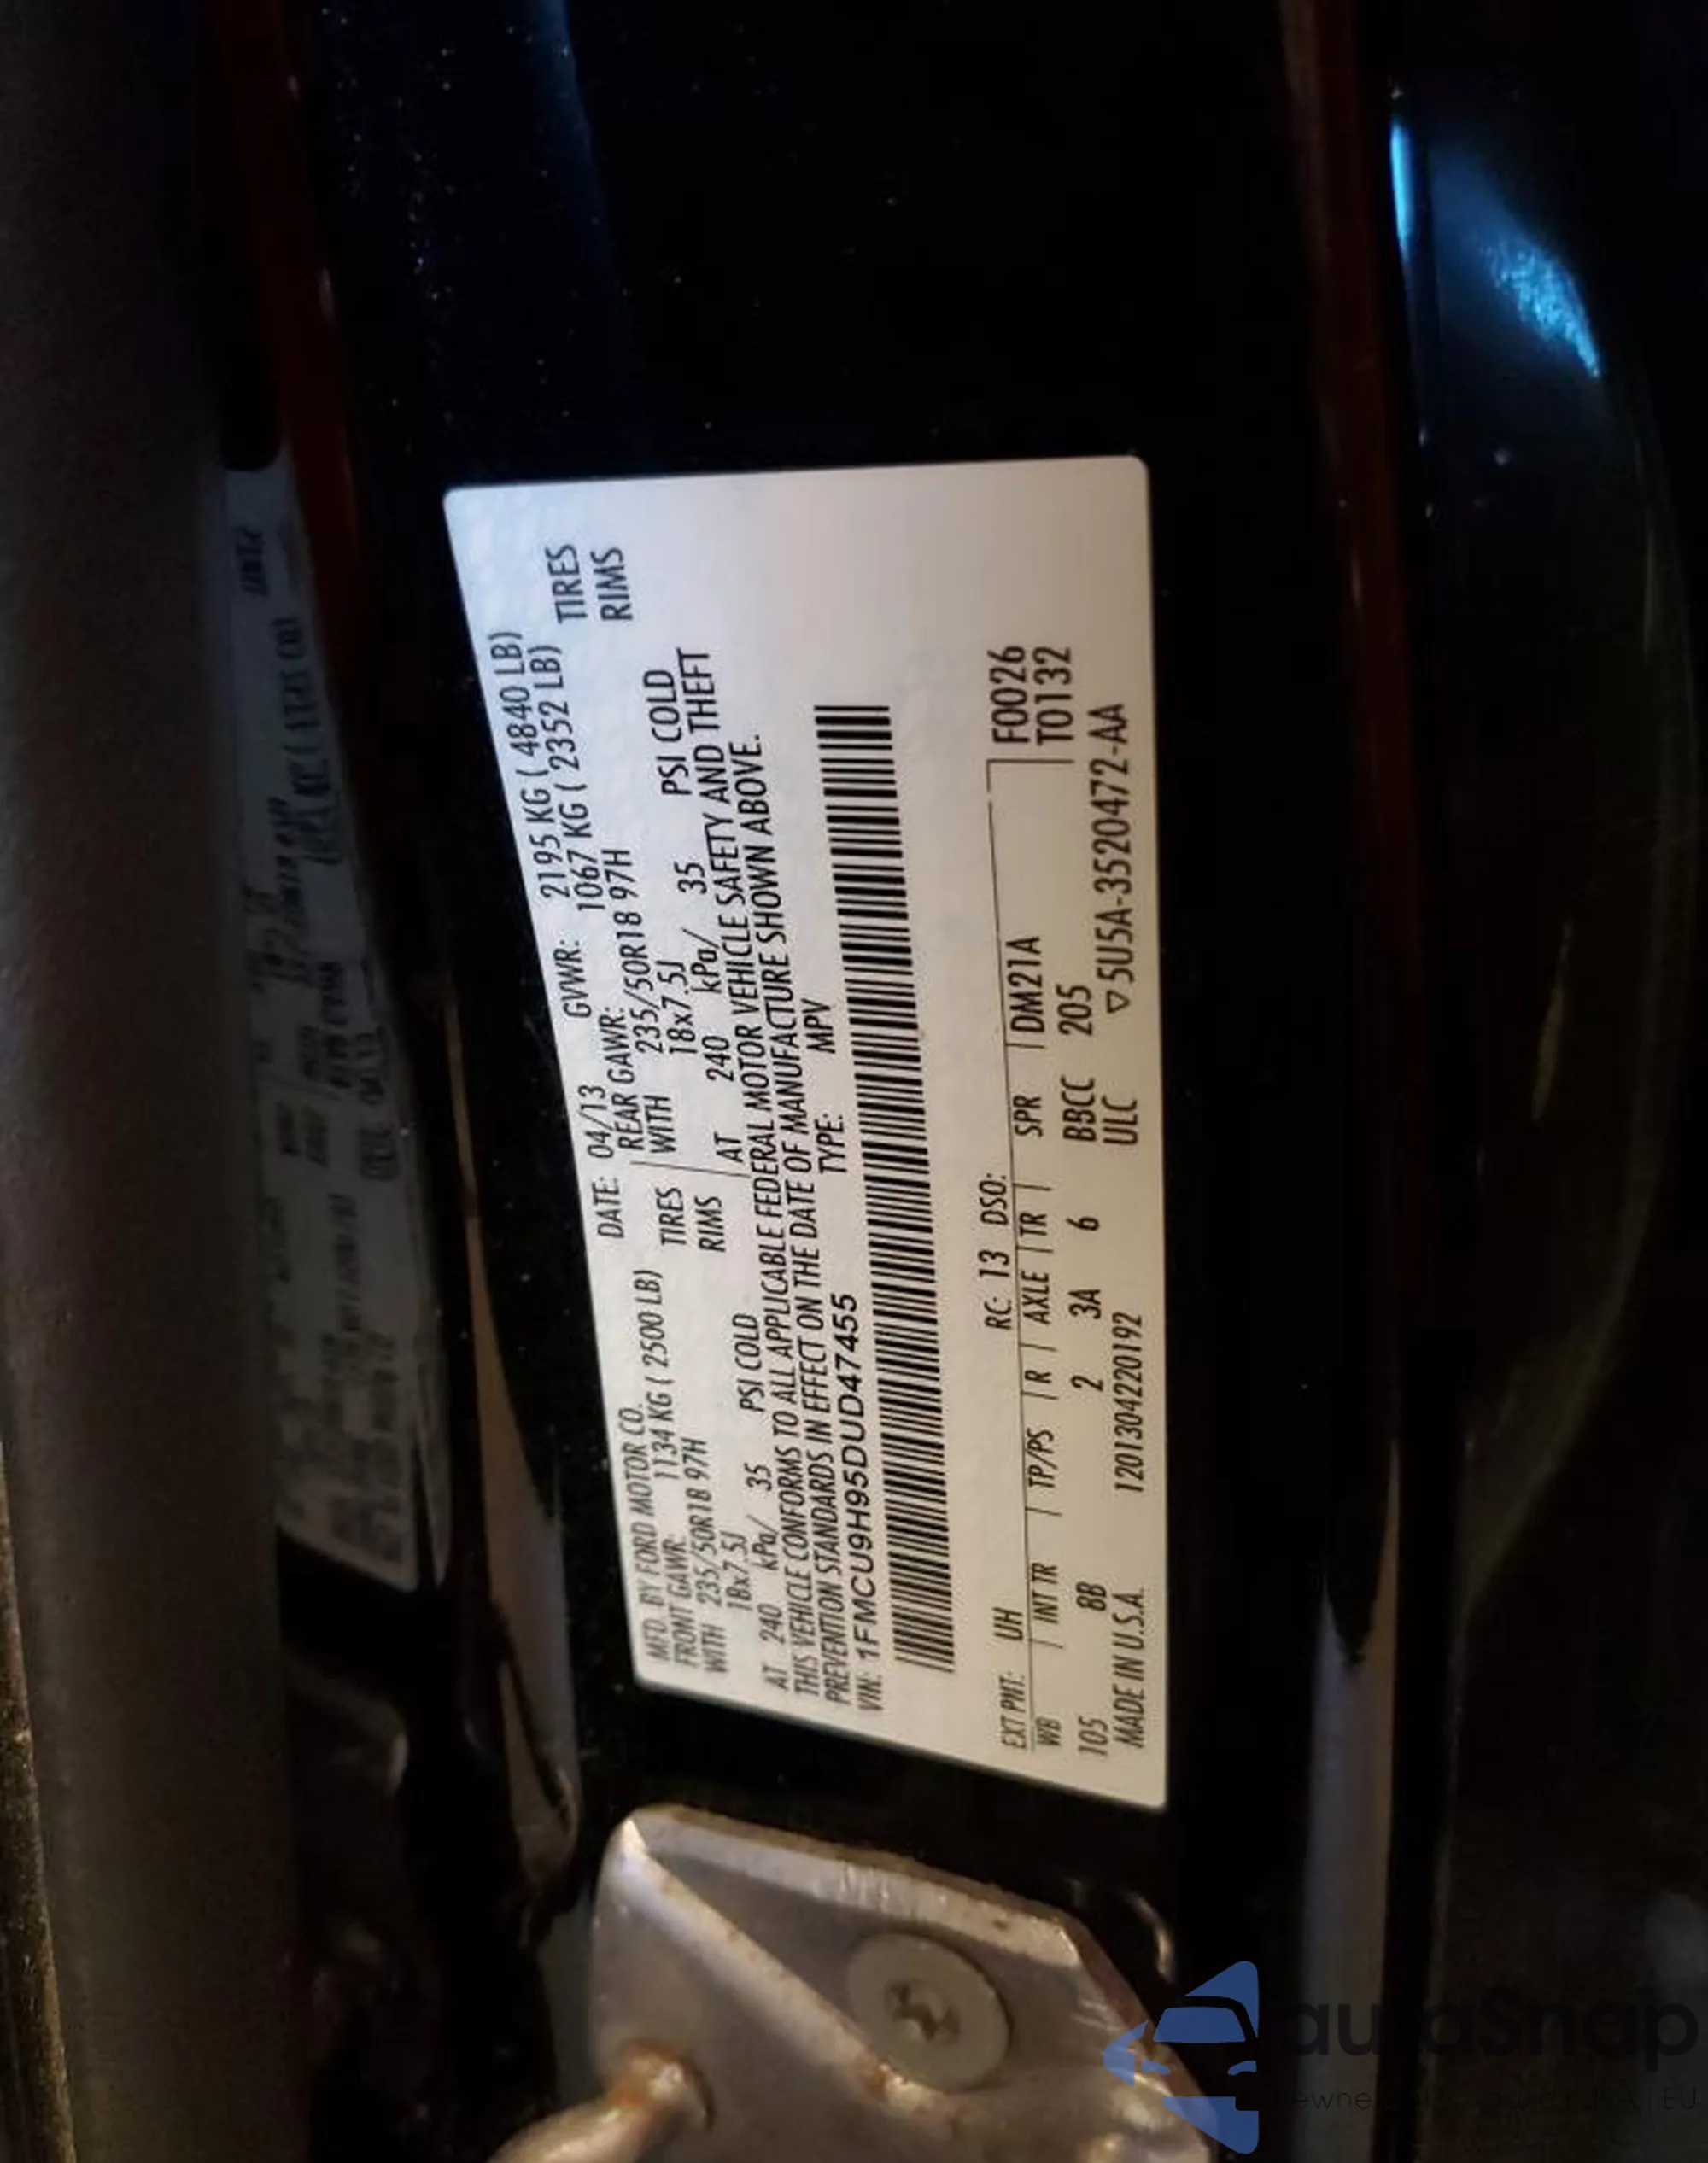 MFD. BY FORD MOTOR CO. DATE: 04/13 GVWR: 2195 KG ( 4840 LB)
FRONT GAWR: 1134 KG ( 2500 LB) REAR GAWR: 1067 KG ( 2352 LB)
WITH 235/50R18 97H TIRES WITH 235/50R18 97H TIRES
18x7.5J RIMS 18x7.5J RIMS
AT 240 kPa/ 35 PSI COLD AT 240 kPa/ 35 PSI COLD
THIS VEHICLE CONFORMS TO ALL APPLICABLE FEDERAL MOTOR VEHICLE SAFETY AND THEFT
PREVENTION STANDARDS IN EFFECT ON THE DATE OF MANUFACTURE SHOWN ABOVE.
VIN: 1FMCU9H95DUD47455 TYPE: MPV
EXT PNT: UH RC: 13 DSO: F0026
WB | INT TR | TP/PS | R | AXLE | TR | SPR | DM21A T0132
105 8B 2 3A 6 BBCC 205
MADE IN U.S.A. 120130422019​2 ULC ▽5U5A-3520472-AA